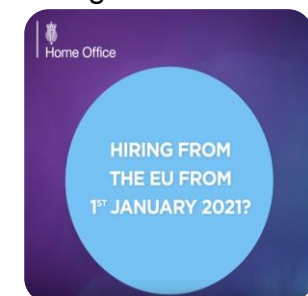 Home Office
HIRING FROM
THE EU FROM
1ST JANUARY 2021?